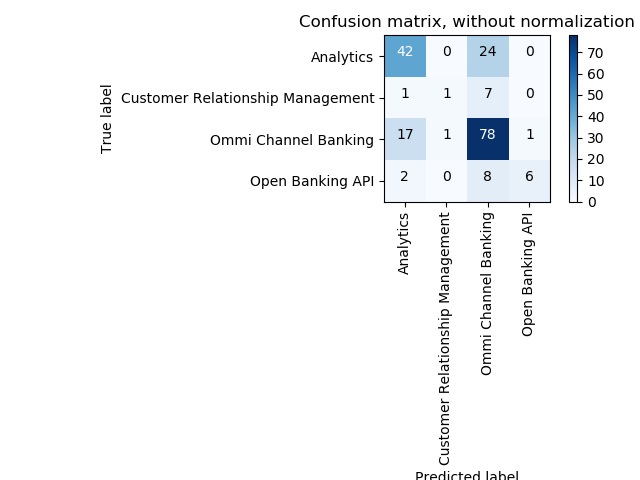 Confusion matrix, without normalization
True label
Analytics 42 0 24 0
Customer Relationship Management 1 1 7 0
Ommi Channel Banking 17 1 78 1
Open Banking API 2 0 8 6
Analytics
Customer Relationship Management
Ommi Channel Banking
Open Banking API
Predicted label
70
60
50
40
30
20
10
0